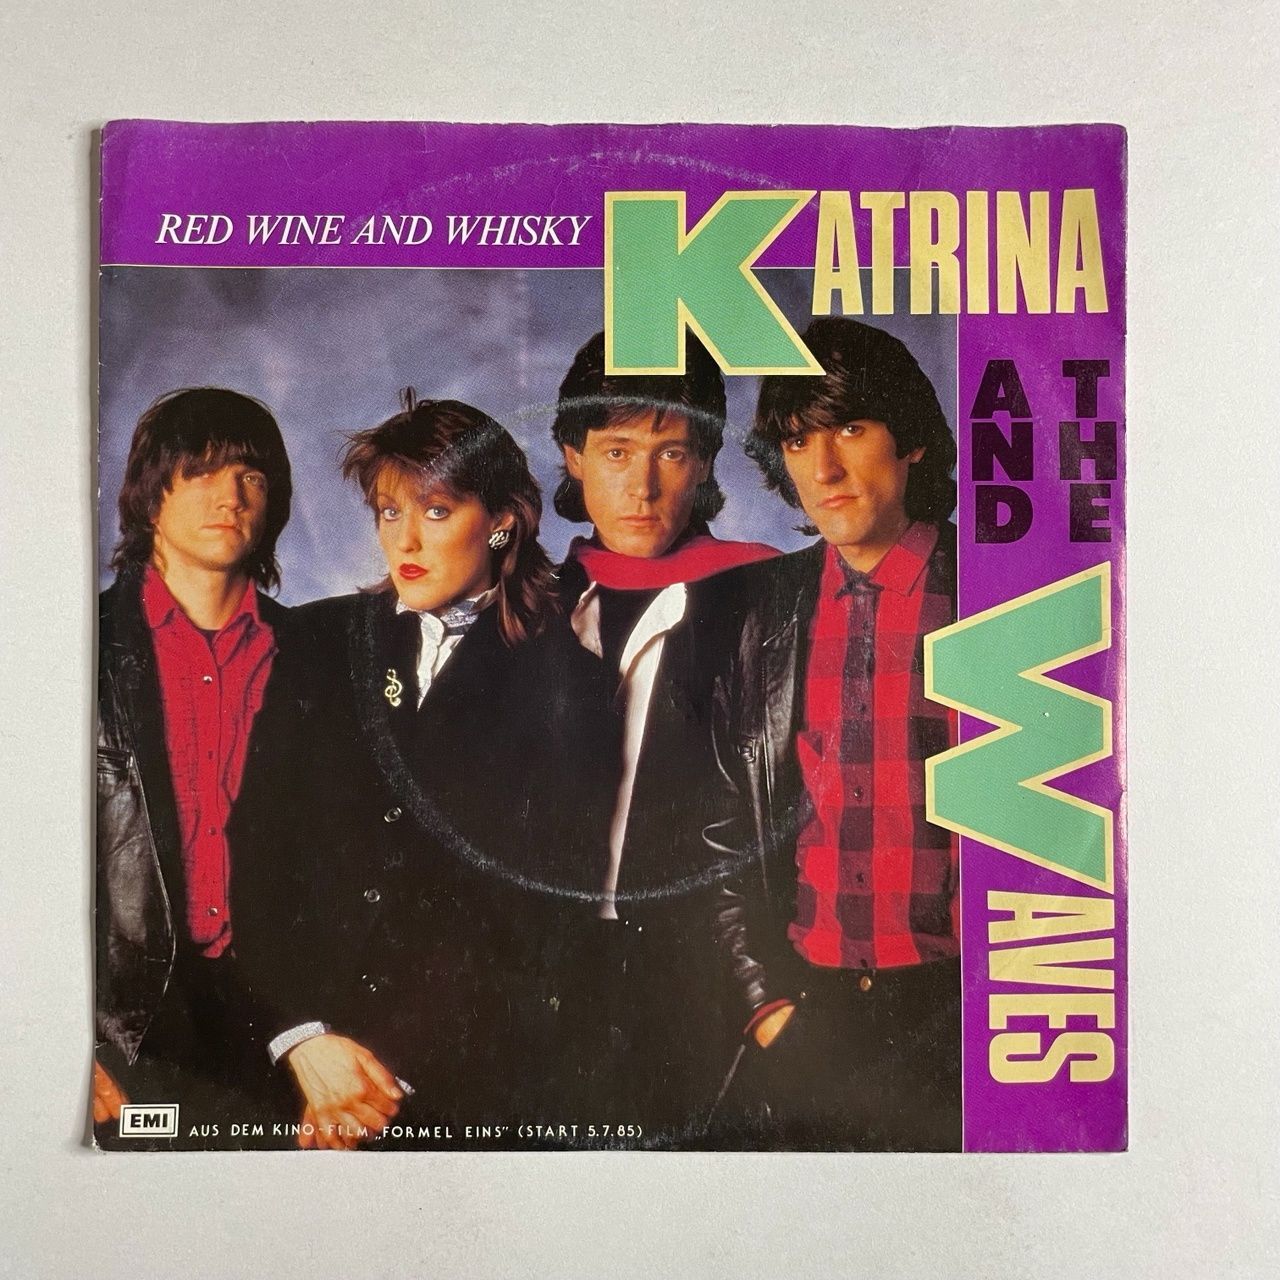 RED WINE AND WHISKY
KATRINA
AND THE
WAVES
EMI
AUS DEM KINO-FILM „FORMEL EINS" (START 5.7.85)